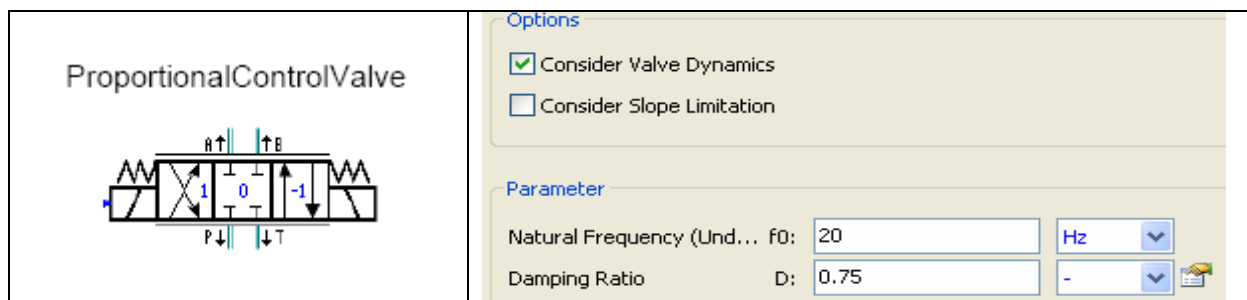 ProportionalControlValve
A B
1 0 -1
P T
Options
Consider Valve Dynamics
Consider Slope Limitation
Parameter
Natural Frequency (Und... f0: 20 Hz
Damping Ratio D: 0.75 -